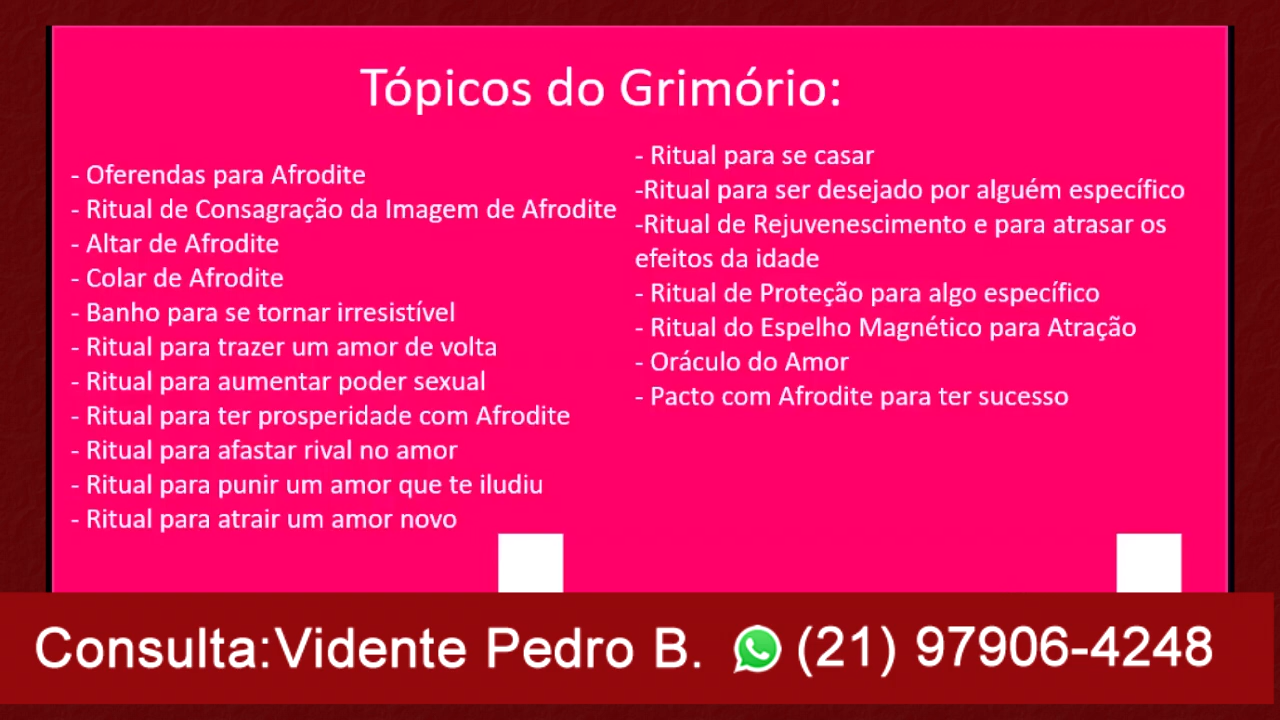 Tópicos do Grimório:
- Oferendas para Afrodite
- Ritual de Consagração da Imagem de Afrodite
- Altar de Afrodite
- Colar de Afrodite
- Banho para se tornar irresistível
- Ritual para trazer um amor de volta
- Ritual para aumentar poder sexual
- Ritual para ter prosperidade com Afrodite
- Ritual para afastar rival no amor
- Ritual para punir um amor que te iludiu
- Ritual para atrair um amor novo
- Ritual para se casar
-Ritual para ser desejado por alguém específico
-Ritual de Rejuvenescimento e para atrasar os
efeitos da idade
- Ritual de Proteção para algo específico
- Ritual do Espelho Magnético para Atração
- Oráculo do Amor
- Pacto com Afrodite para ter sucesso
Consulta:Vidente Pedro B. (21) 97906-4248